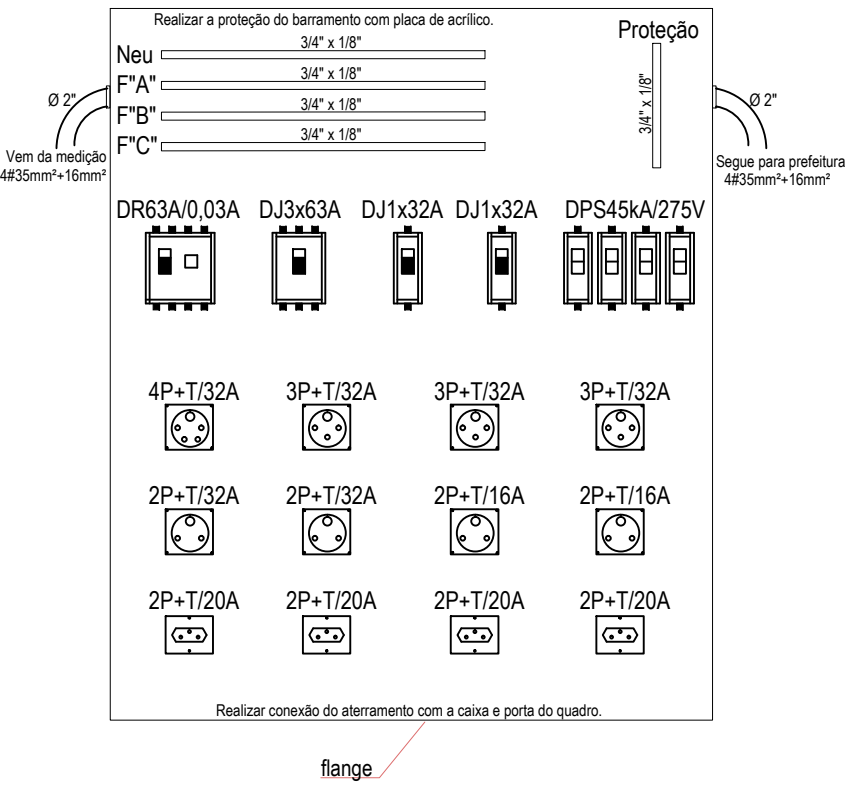 Realizar a proteção do barramento com placa de acrílico.
Proteção
Neu
3/4" x 1/8"
F"A"
3/4" x 1/8"
F"B"
3/4" x 1/8"
F"C"
3/4" x 1/8"
3/4" x 1/8"
Ø 2"
Ø 2"
Vem da medição
4#35mm²+16mm²
Segue para prefeitura
4#35mm²+16mm²
DR63A/0,03A DJ3x63A DJ1x32A DJ1x32A DPS45kA/275V
4P+T/32A 3P+T/32A 3P+T/32A 3P+T/32A
2P+T/32A 2P+T/32A 2P+T/16A 2P+T/16A
2P+T/20A 2P+T/20A 2P+T/20A 2P+T/20A
Realizar conexão do aterramento com a caixa e porta do quadro.
flange